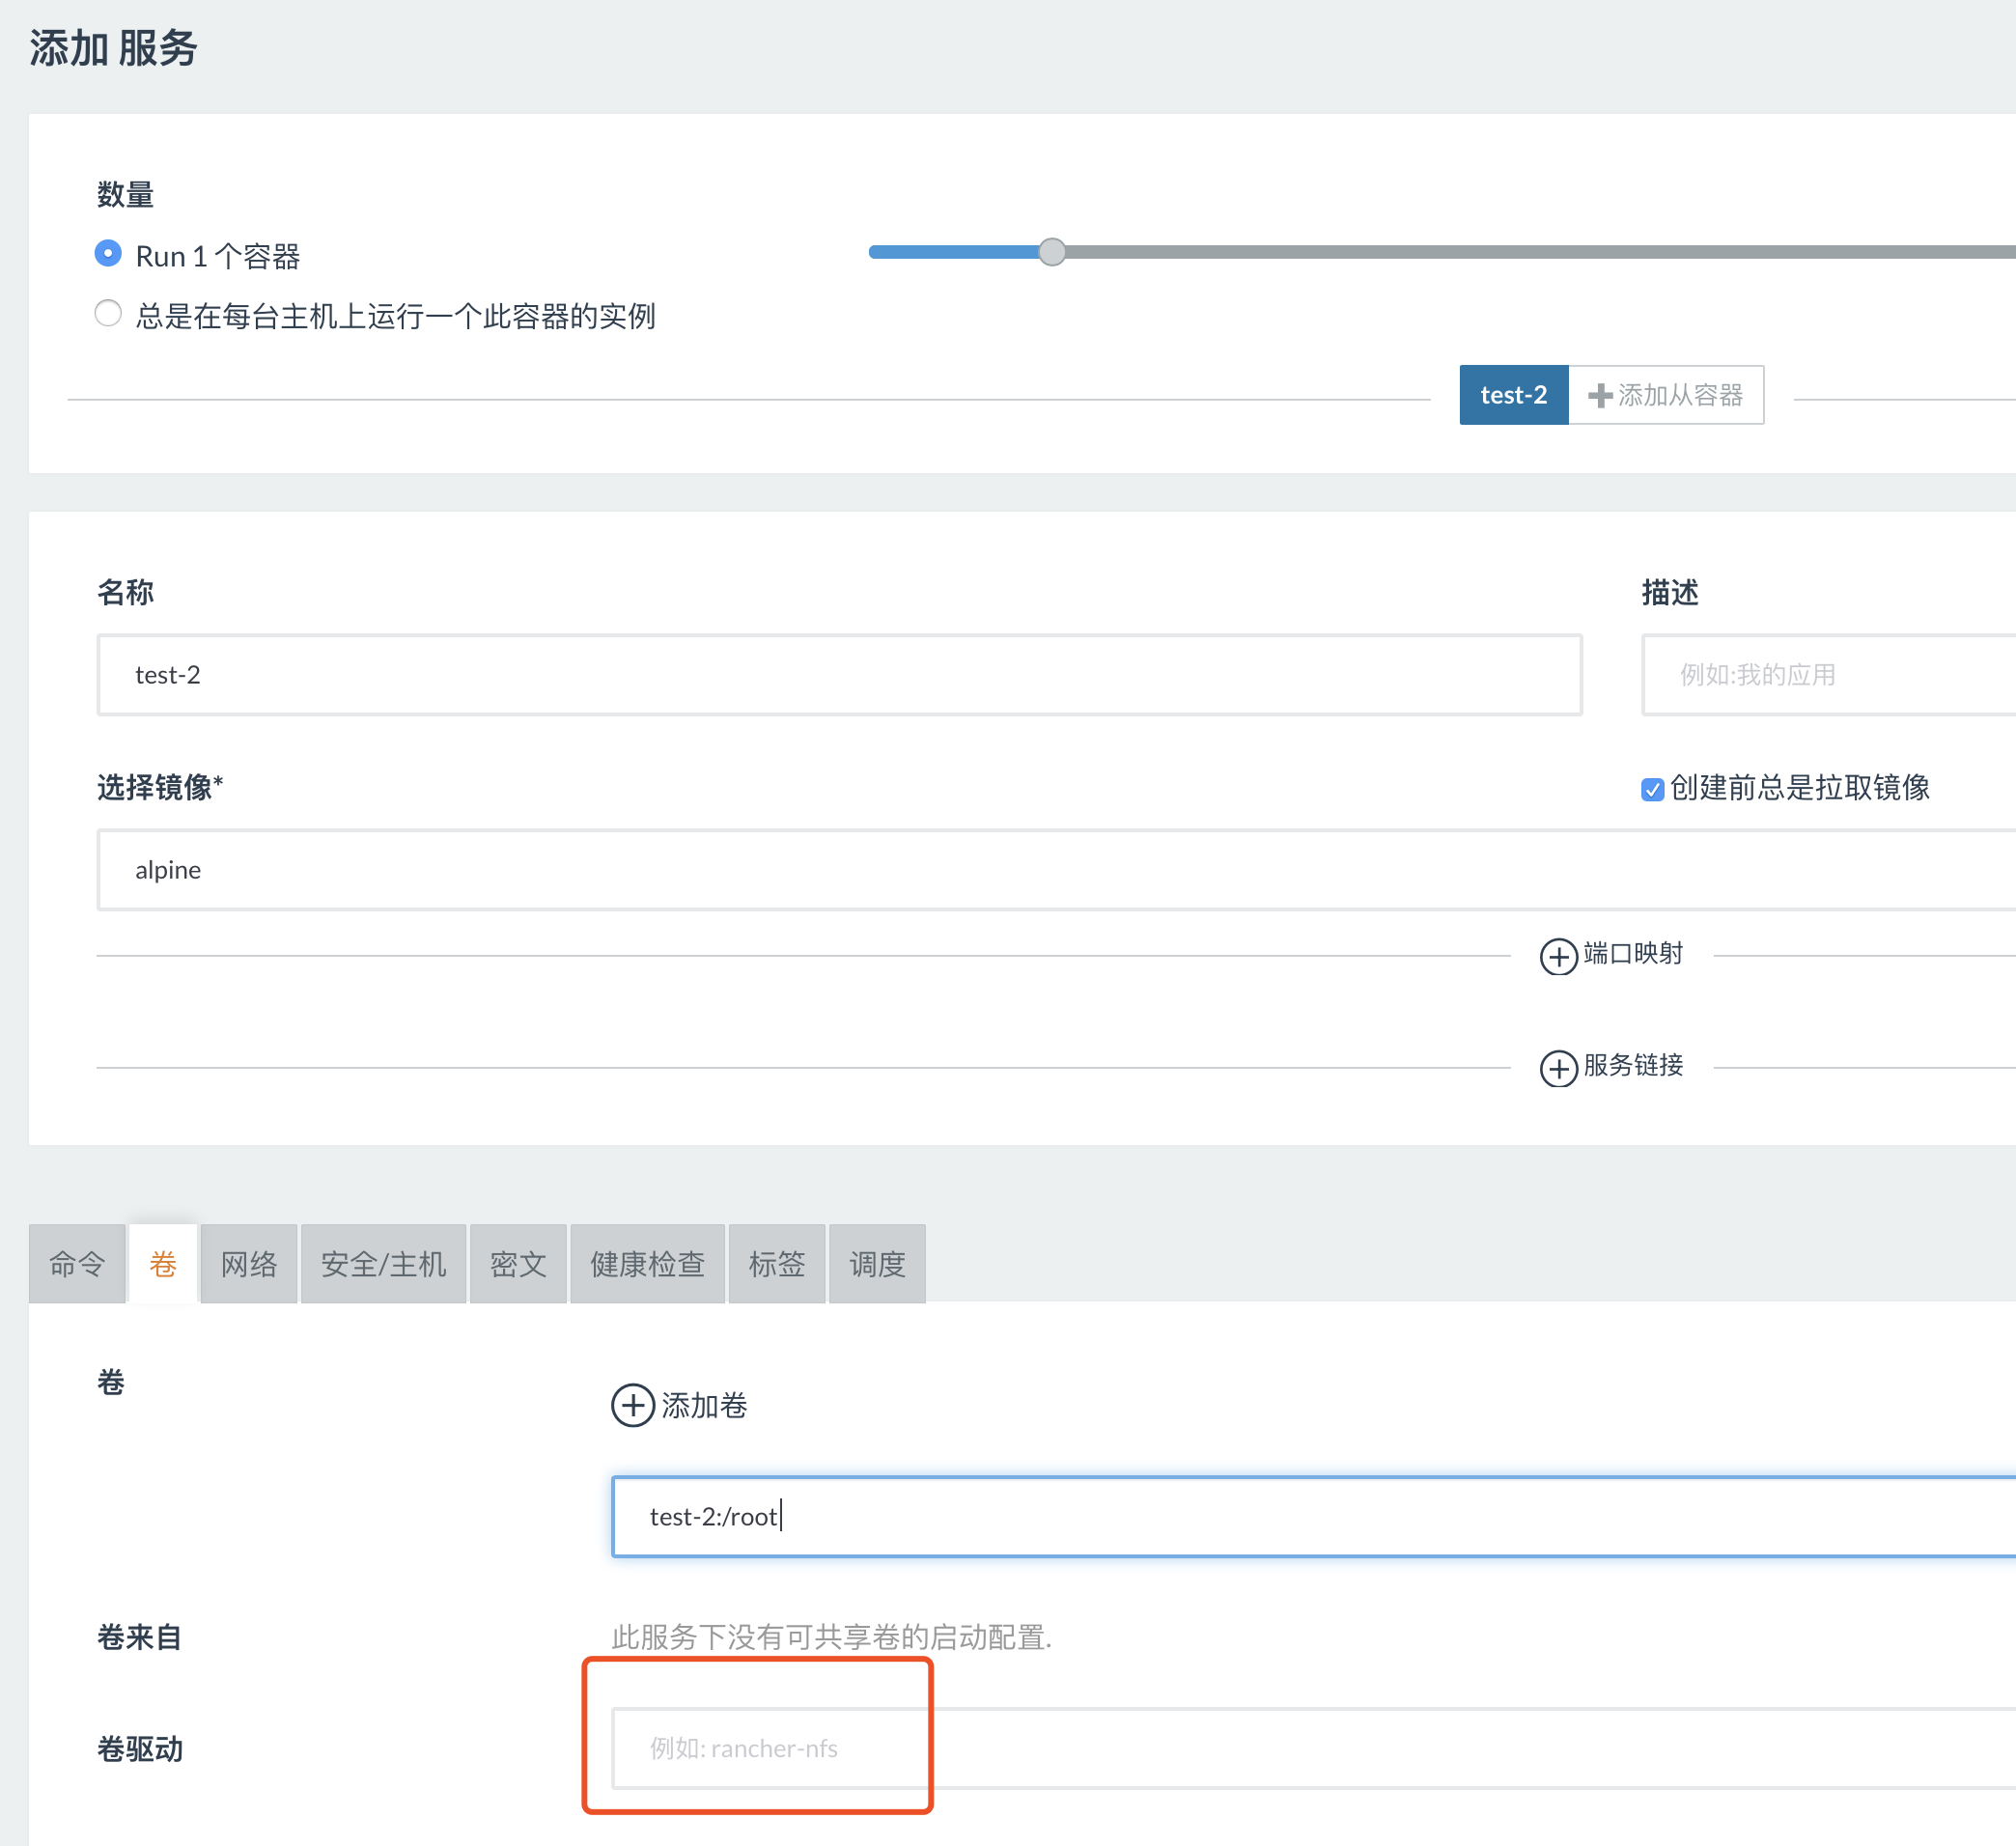 添加 服务
数量
Run 1 个容器
总是在每台主机上运行一个此容器的实例
test-2 添加从容器
名称 描述
test-2 例如:我的应用
选择镜像* 创建前总是拉取镜像
alpine
端口映射
服务链接
命令 卷 网络 安全/主机 密文 健康检查 标签 调度
卷 添加卷
test-2:/root
卷来自 此服务下没有可共享卷的启动配置.
卷驱动 例如: rancher-nfs